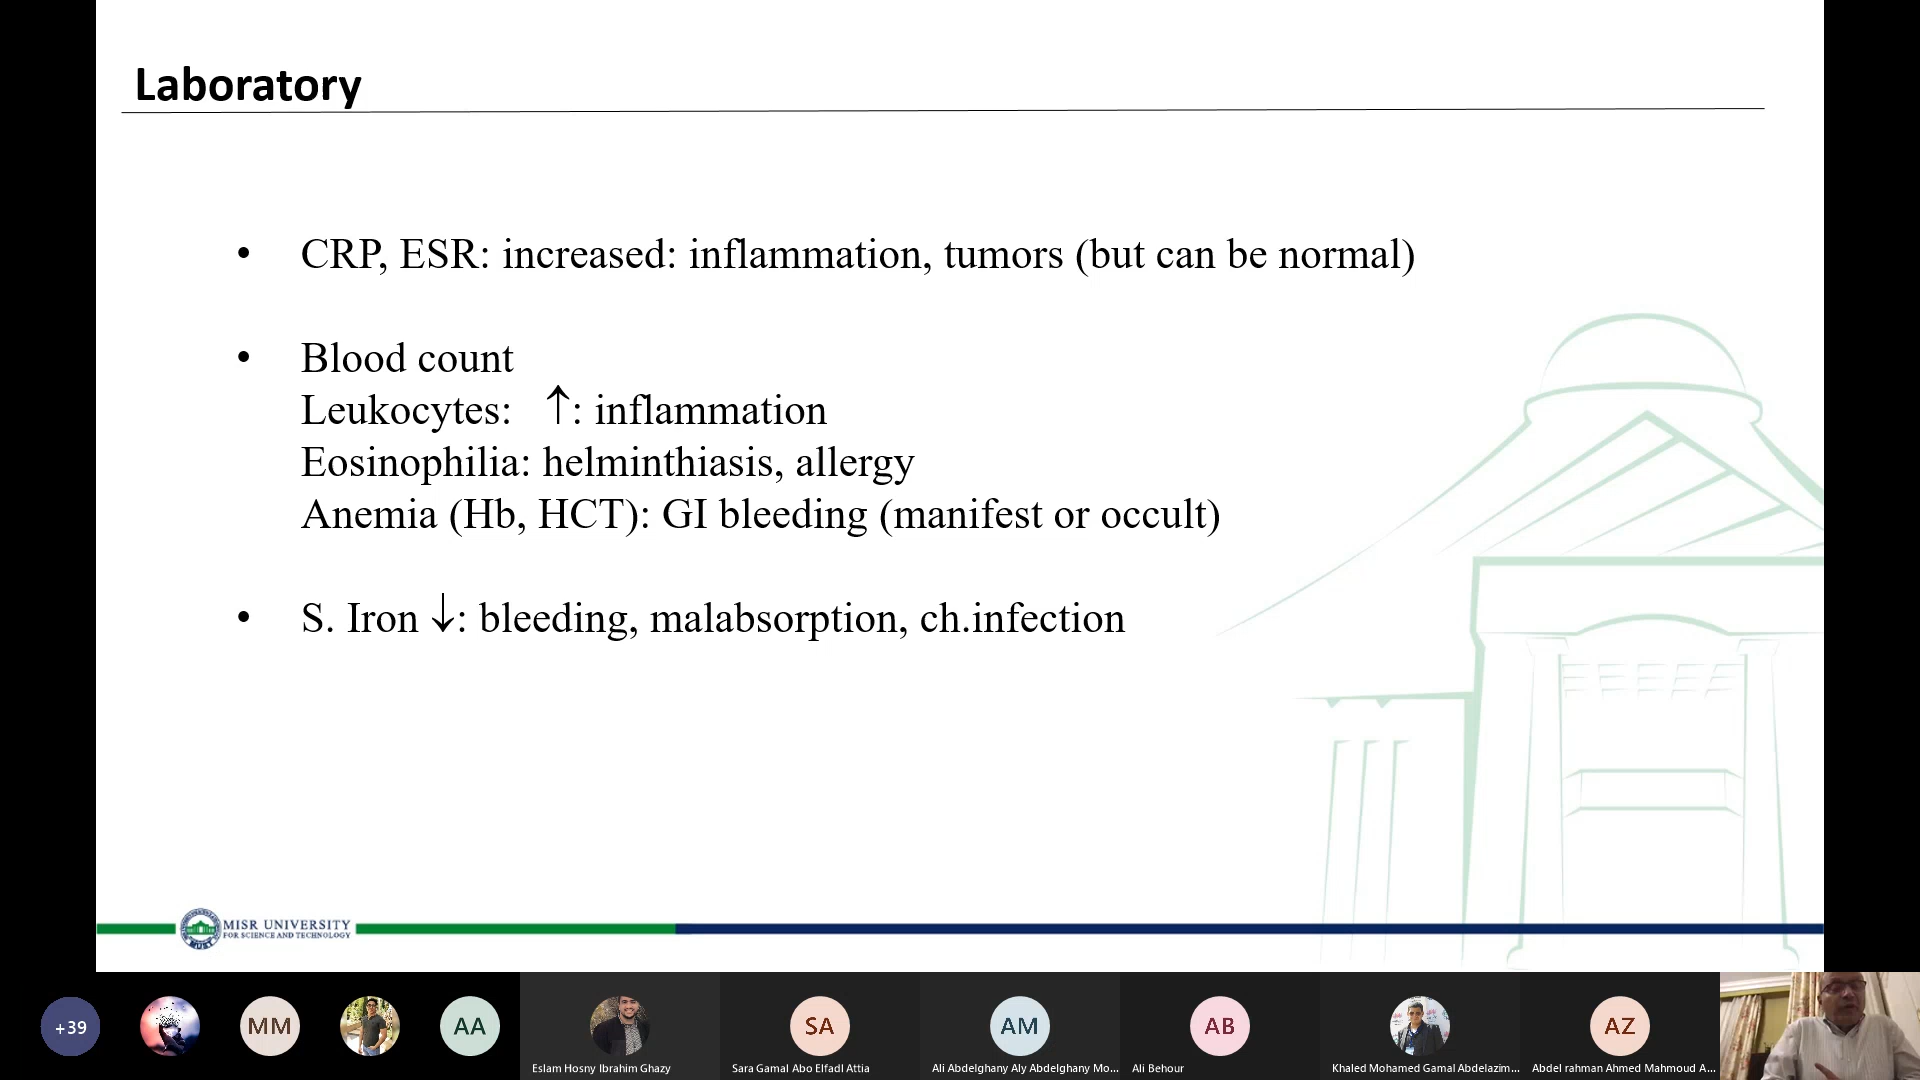 Laboratory
• CRP, ESR: increased: inflammation, tumors (but can be normal)
• Blood count
Leukocytes: ↑: inflammation
Eosinophilia: helminthiasis, allergy
Anemia (Hb, HCT): GI bleeding (manifest or occult)
• S. Iron ↓: bleeding, malabsorption, ch.infection
MISR UNIVERSITY
FOR SCIENCE AND TECHNOLOGY
MUST
+39
MM
AA
SA
AM
AB
AZ
Eslam Hosny Ibrahim Ghazy
Sara Gamal Abo Elfadl Attia
Ali Abdelghany Aly Abdelghany Mo...
Ali Behour
Khaled Mohamed Gamal Abdelazim...
Abdel rahman Ahmed Mahmoud A...